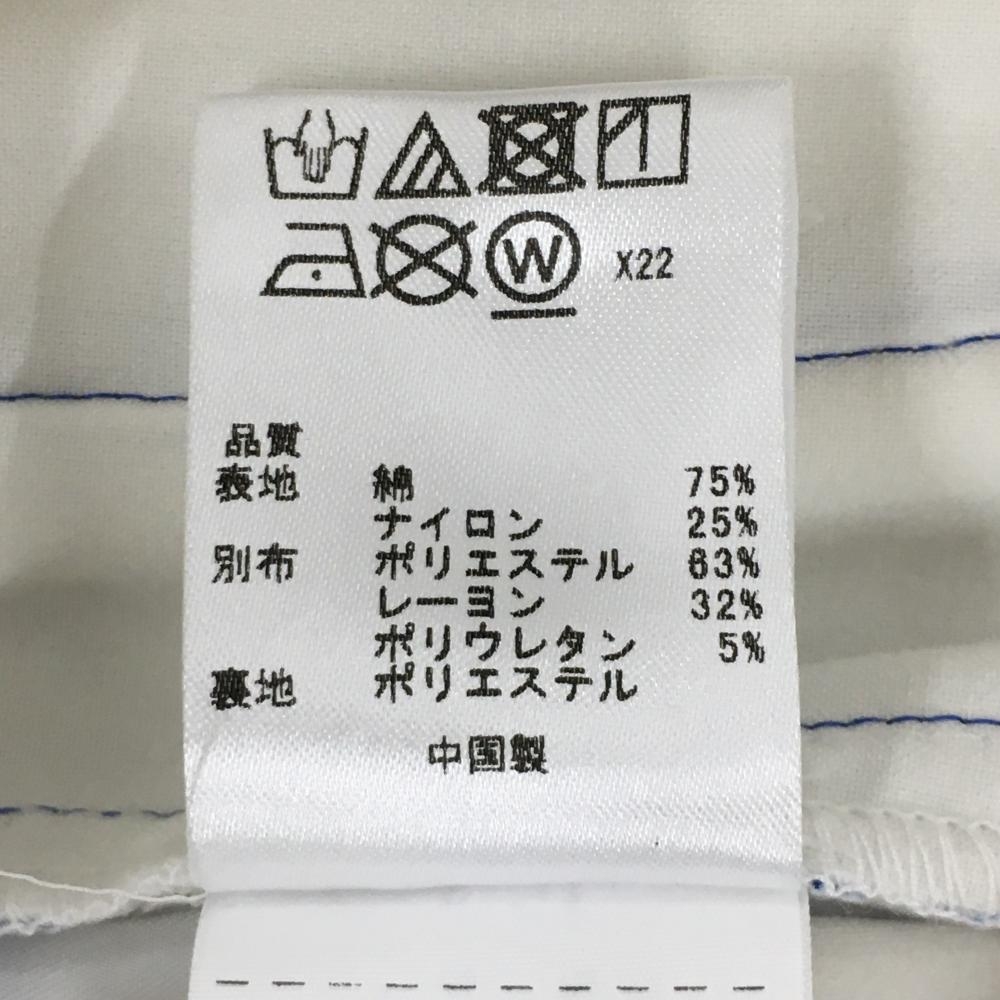 W X22
品質
表地 綿 75%
ナイロン 25%
別布 ポリエステル 63%
レーヨン 32%
ポリウレタン 5%
裏地 ポリエステル
中国製